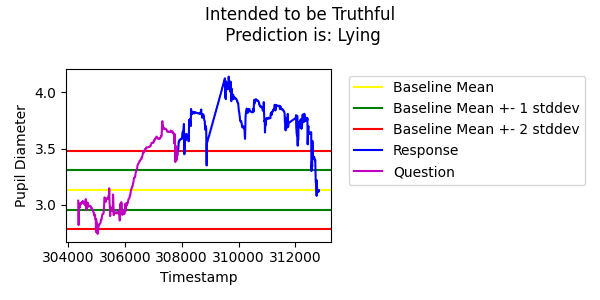 Intended to be Truthful
Prediction is: Lying
4.0
3.5
3.0
Pupil Diameter
304000 306000 308000 310000 312000
Timestamp
Baseline Mean
Baseline Mean +- 1 stddev
Baseline Mean +- 2 stddev
Response
Question